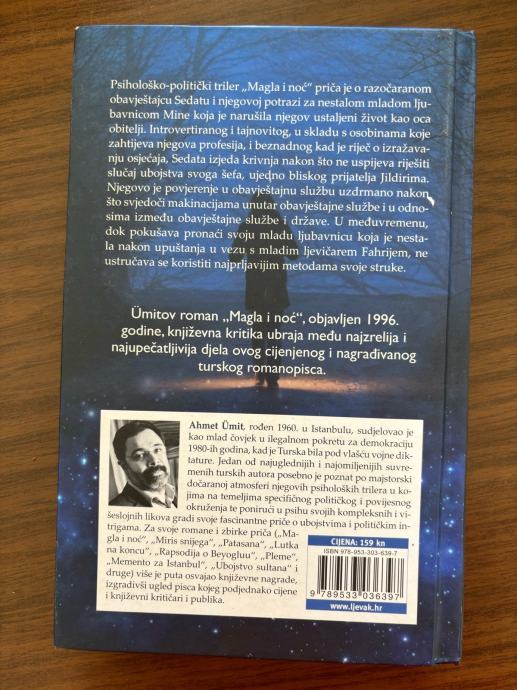 Psihološko-politički triler „Magla i noć“ priča je o razočaranom
obavještajcu Sedatu i njegovoj potrazi za nestalom mladom lju-
bavnicom Mine koja je narušila njegov ustaljeni život kao oca
obitelji. Introvertiranog i tajnovitog, u skladu s osobinama koje
zahtijeva njegova profesija, i beznadnog kad je riječ o izražava-
nju osjećaja, Sedata izjeda krivnja nakon što ne uspijeva riješiti
slučaj ubojstva svoga šefa, ujedno bliskog prijatelja Jildirima.
Njegovo je povjerenje u obavještajnu službu uzdrmano nakon
što svjedoči makinacijama unutar obavještajne službe i u odno-
sima između obavještajne službe i države. U međuvremenu,
dok pokušava pronaći svoju mladu ljubavnicu koja je nesta-
la nakon upuštanja u vezu s mladim ljevičarem Fahrijem, ne
ustručava se koristiti najprljavijim metodama svoje struke.
Ümitov roman „Magla i noć“, objavljen 1996.
godine, književna kritika ubraja među najzrelija i
najupečatljivija djela ovog cijenjenog i nagrađivanog
turskog romanopisca.
Ahmet Ümit, rođen 1960. u Istanbulu, sudjelovao je
kao mlad čovjek u ilegalnom pokretu za demokraciju
1980-ih godina, kad je Turska bila pod vlašću vojne dik-
tature. Jedan od najuglednijih i najomiljenijih suvre-
menih turskih autora posebno je poznat po majstorski
dočaranoj atmosferi njegovih psiholoških trilera u ko-
jima na temeljima specifičnog političkog i povijesnog
okruženja te ponirući u psihu svojih kompleksnih i vi-
šeslojnih likova gradi svoje fascinantne priče o ubojstvima i političkim in-
trigama. Za svoje romane i zbirke priča („Ma-
gla i noć“, „Miris snijega“, „Patasana“, „Lutka
na koncu“, „Rapsodija o Beyogluu“, „Pleme“,
„Memento za Istanbul“, „Ubojstvo sultana“ i
druge) više je puta osvajao književne nagrade,
izgradivši ugled pisca kojeg podjednako cijene
i književni kritičari i publika.
CIJENA: 159 kn
ISBN 978-953-303-639-7
9 789533 036397
www.ljevak.hr